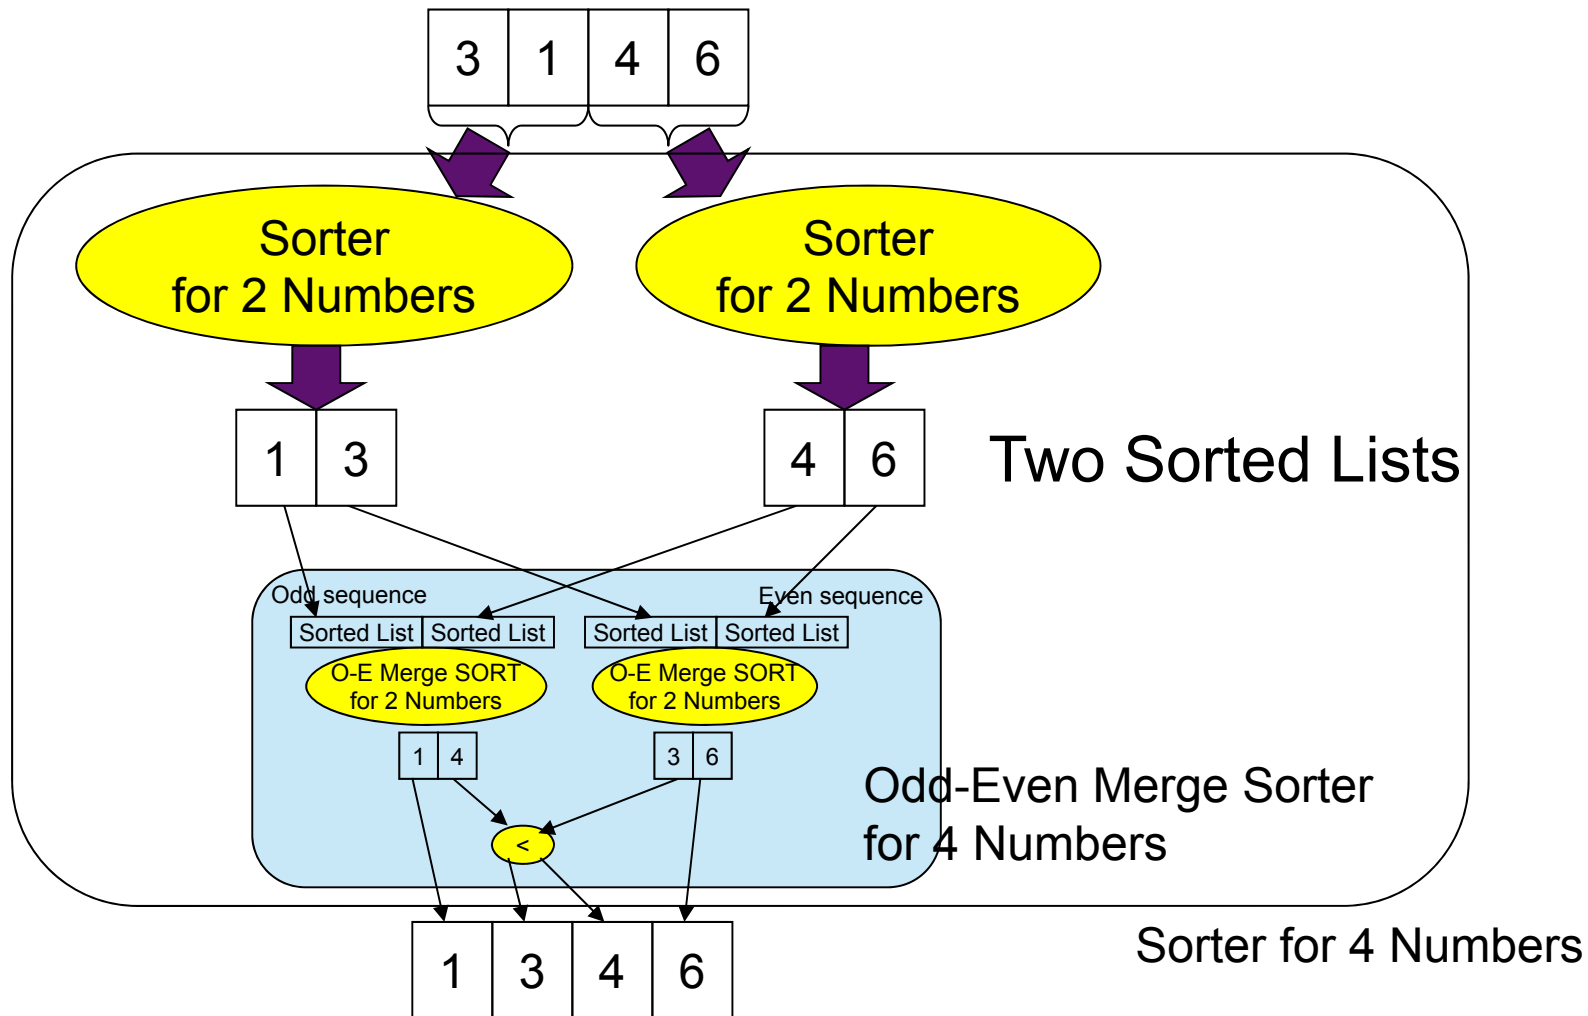 3 1 4 6
Sorter
for 2 Numbers
Sorter
for 2 Numbers
1 3
4 6
Two Sorted Lists
Odd sequence
Even sequence
Sorted List Sorted List
Sorted List Sorted List
O-E Merge SORT
for 2 Numbers
O-E Merge SORT
for 2 Numbers
1 4
3 6
<
Odd-Even Merge Sorter
for 4 Numbers
1 3 4 6
Sorter for 4 Numbers